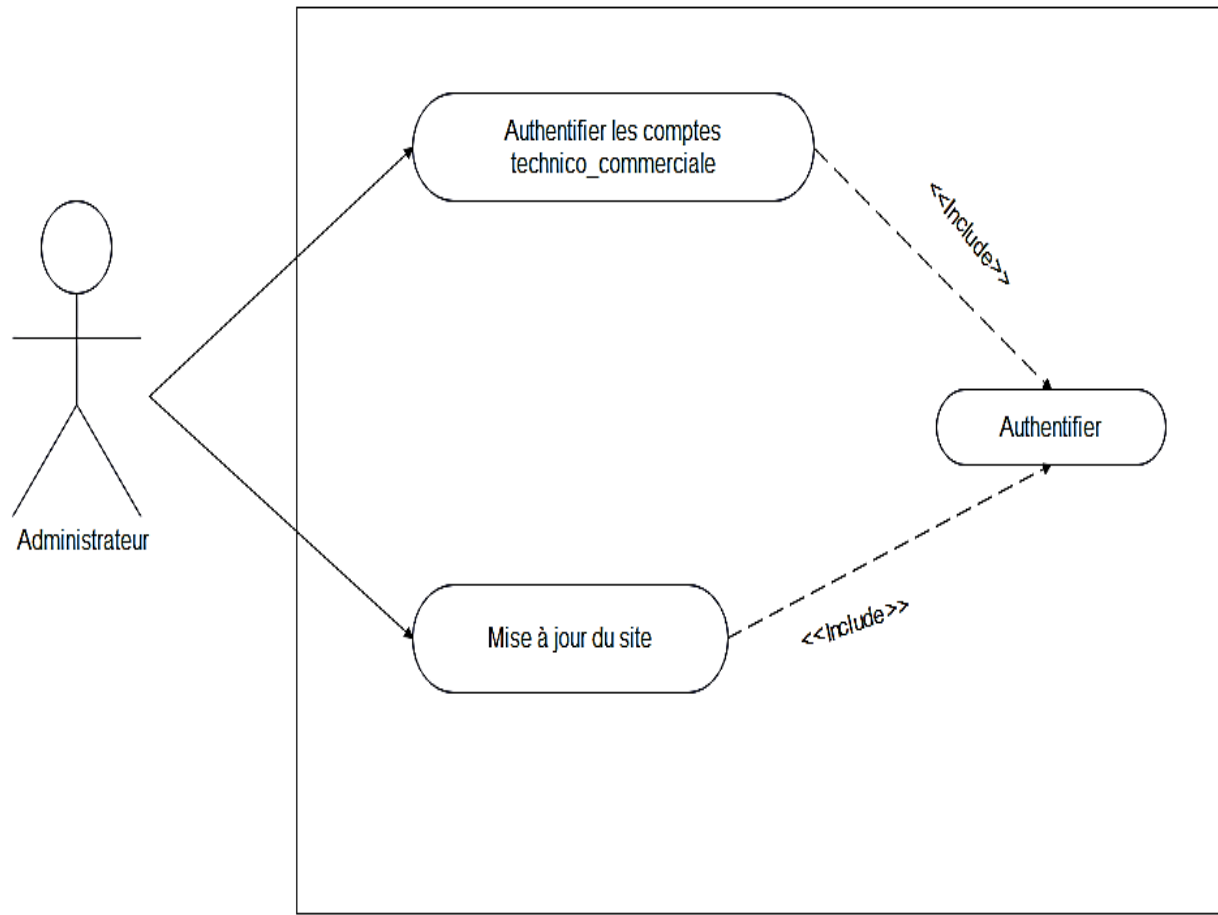 Authentifier les comptes
technico_commerciale
<<Include>>
Authentifier
Administrateur
Mise à jour du site
<<Include>>